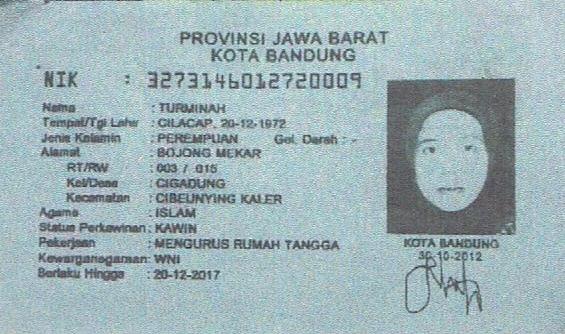 PROVINSI JAWA BARAT
KOTA BANDUNG
NIK : 3273146012720009
Nama : TURMINAH
Tempat/Tgl Lahir : CILACAP, 20-12-1972
Jenis Kelamin : PEREMPUAN Gol. Darah : -
Alamat : BOJONG MEKAR
RT/RW : 003 / 015
Kel/Desa : CIGADUNG
Kecamatan : CIBEUNYING KALER
Agama : ISLAM
Status Perkawinan : KAWIN
Pekerjaan : MENGURUS RUMAH TANGGA
Kewarganegaraan : WNI
Berlaku Hingga : 20-12-2017
KOTA BANDUNG
30-10-2012